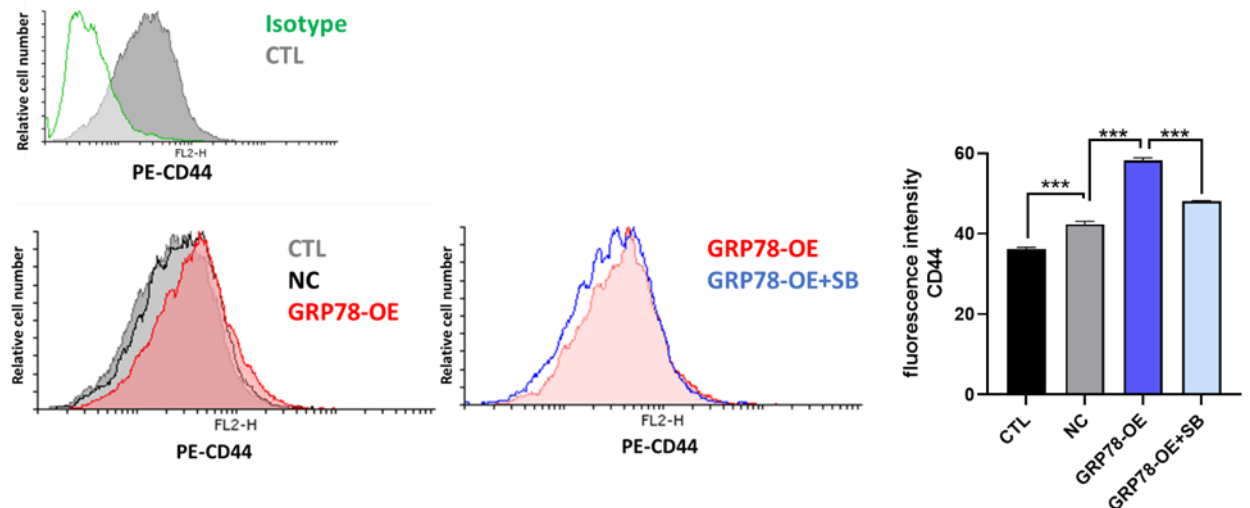 Relative cell number
Isotype
CTL
FL2-H
PE-CD44
Relative cell number
CTL
NC
GRP78-OE
FL2-H
PE-CD44
Relative cell number
GRP78-OE
GRP78-OE+SB
FL2-H
PE-CD44
fluorescence intensity
CD44
60
40
20
0
***
***
***
CTL
NC
GRP78-OE
GRP78-OE+SB